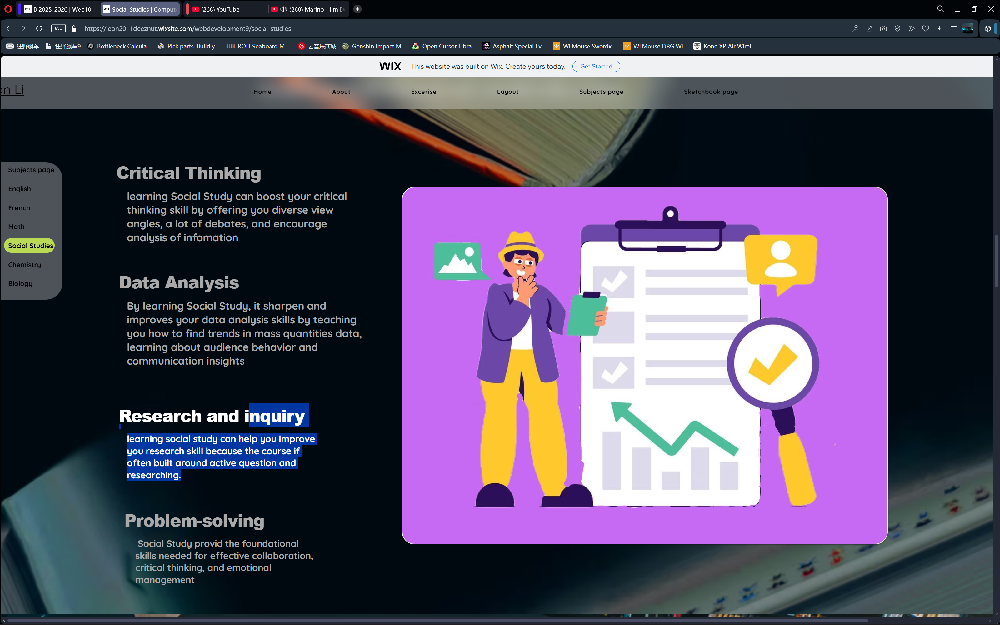 B 2025-2026 | Web10
Social Studies | Comput
(268) YouTube
(268) Marino - I'm D
V...
https://leon2011deeznut.wixsite.com/webdevelopment9/social-studies
狂野飙车
狂野飙车9
Bottleneck Calcula...
Pick parts. Build y...
ROLI Seaboard M...
云音乐商城
Genshin Impact M...
Open Cursor Libra...
Asphalt Special Ev...
WLMouse Swordx...
WLMouse DRG Wi...
Kone XP Air Wirel...
WIX
This website was built on Wix. Create yours today.
Get Started
on Li
Home
About
Excerise
Layout
Subjects page
Sketchbook page
Subjects page
English
French
Math
Social Studies
Chemistry
Biology
Critical Thinking
learning Social Study can boost your critical
thinking skill by offering you diverse view
angles, a lot of debates, and encourage
analysis of infomation
Data Analysis
By learning Social Study, it sharpen and
improves your data analysis skills by teaching
you how to find trends in mass quantities data,
learning about audience behavior and
communication insights
Research and inquiry
learning social study can help you improve
you research skill because the course if
often built around active question and
researching.
Problem-solving
Social Study provid the foundational
skills needed for effective collaboration,
critical thinking, and emotional
management